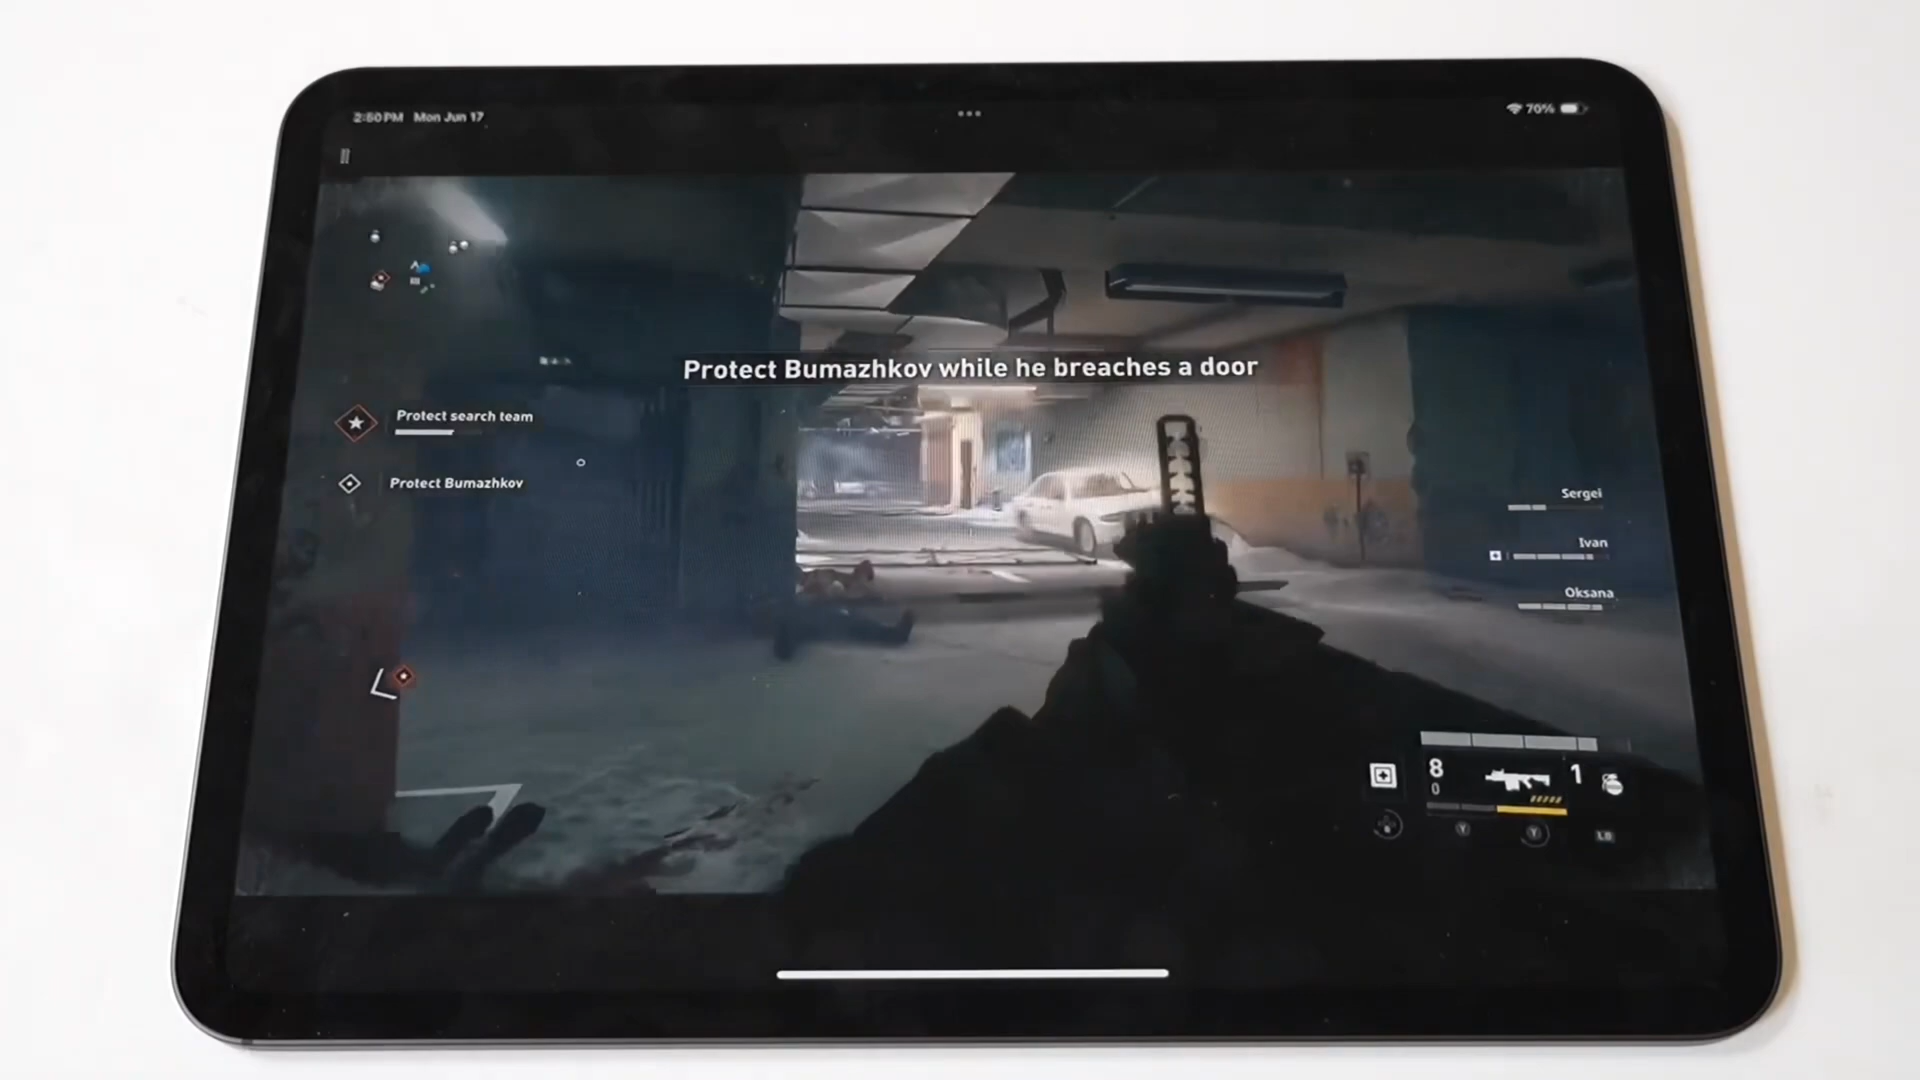 2:50 PM Mon Jun 17
70%
Protect Bumazhkov while he breaches a door
Protect search team
Protect Bumazhkov
Sergei
Ivan
Oksana
8
1
0
Y
Y
LB